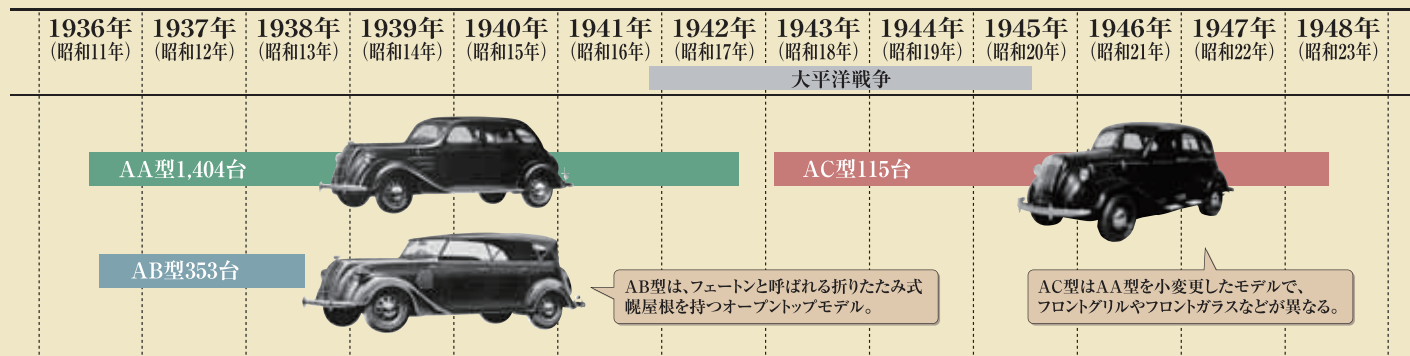 1936年 1937年 1938年 1939年 1940年 1941年 1942年 1943年 1944年 1945年 1946年 1947年 1948年
（昭和11年）（昭和12年）（昭和13年）（昭和14年）（昭和15年）（昭和16年）（昭和17年）（昭和18年）（昭和19年）（昭和20年）（昭和21年）（昭和22年）（昭和23年）
大平洋戦争
AA型1,404台
AC型115台
AB型353台
AB型は、フェートンと呼ばれる折りたたみ式
幌屋根を持つオープントップモデル。
AC型はAA型を小変更したモデルで、
フロントグリルやフロントガラスなどが異なる。